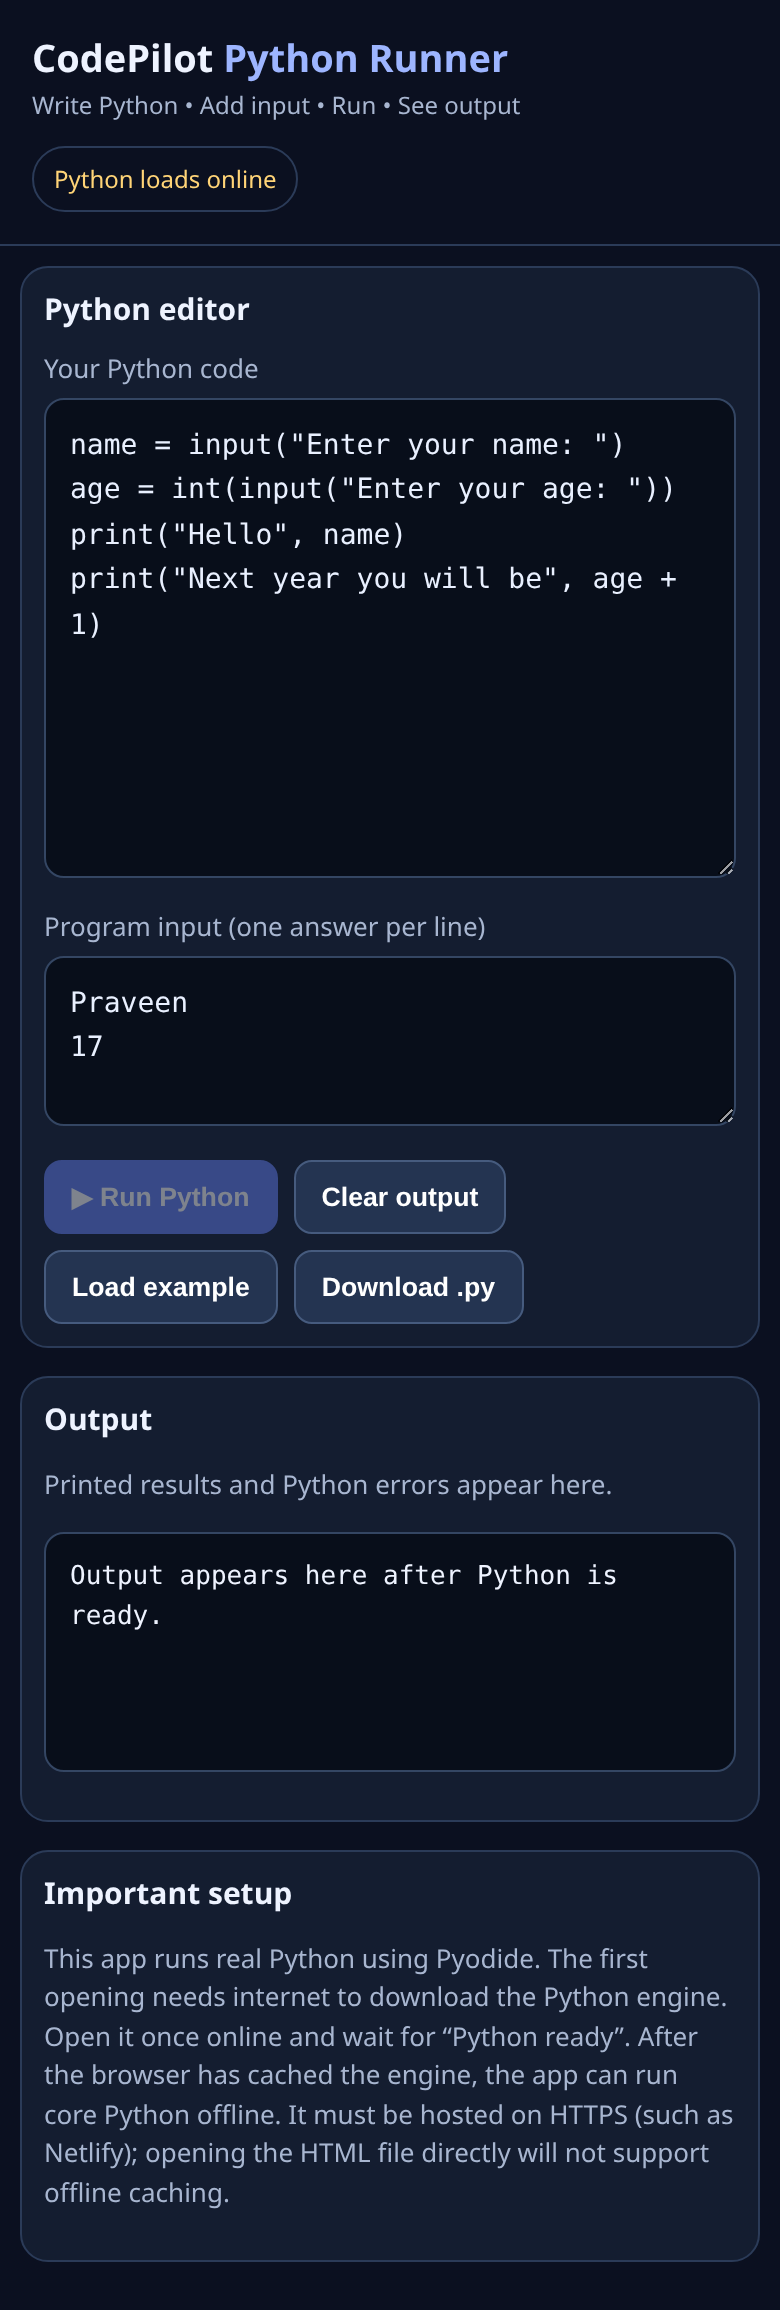 CodePilot Python Runner
Write Python • Add input • Run • See output
Python loads online
Python editor
Your Python code
name = input("Enter your name: ")
age = int(input("Enter your age: "))
print("Hello", name)
print("Next year you will be", age +
1)
Program input (one answer per line)
Praveen
17
▶ Run Python
Clear output
Load example
Download .py
Output
Printed results and Python errors appear here.
Output appears here after Python is
ready.
Important setup
This app runs real Python using Pyodide. The first
opening needs internet to download the Python engine.
Open it once online and wait for “Python ready”. After
the browser has cached the engine, the app can run
core Python offline. It must be hosted on HTTPS (such as
Netlify); opening the HTML file directly will not support
offline caching.